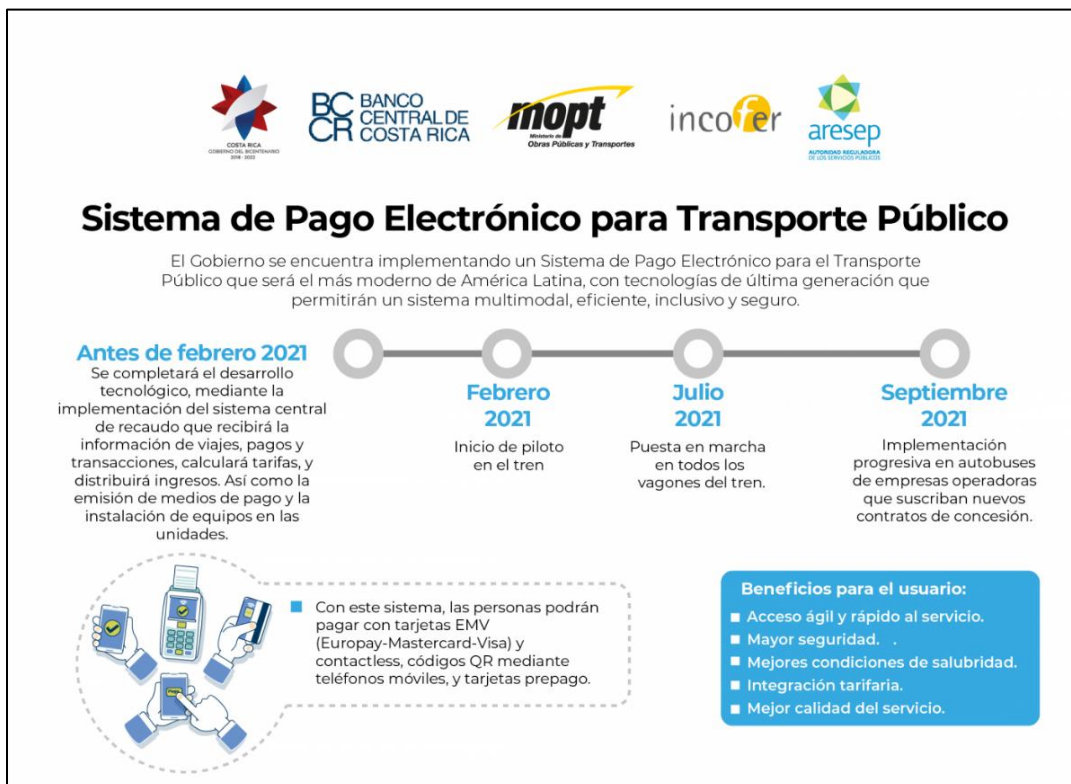 COSTA RICA
GOBIERNO DEL BICENTENARIO
2018 - 2022
BC CR BANCO
CENTRAL DE
COSTA RICA
mopt
Ministerio de
Obras Públicas y Transportes
incofer
aresep
AUTORIDAD REGULADORA
DE LOS SERVICIOS PÚBLICOS
Sistema de Pago Electrónico para Transporte Público
El Gobierno se encuentra implementando un Sistema de Pago Electrónico para el Transporte
Público que será el más moderno de América Latina, con tecnologías de última generación que
permitirán un sistema multimodal, eficiente, inclusivo y seguro.
Antes de febrero 2021
Se completará el desarrollo
tecnológico, mediante la
implementación del sistema central
de recaudo que recibirá la
información de viajes, pagos y
transacciones, calculará tarifas, y
distribuirá ingresos. Así como la
emisión de medios de pago y la
instalación de equipos en las
unidades.
Febrero
2021
Inicio de piloto
en el tren
Julio
2021
Puesta en marcha
en todos los
vagones del tren.
Septiembre
2021
Implementación
progresiva en autobuses
de empresas operadoras
que suscriban nuevos
contratos de concesión.
Con este sistema, las personas podrán
pagar con tarjetas EMV
(Europay-Mastercard-Visa) y
contactless, códigos QR mediante
teléfonos móviles, y tarjetas prepago.
Beneficios para el usuario:
Acceso ágil y rápido al servicio.
Mayor seguridad. .
Mejores condiciones de salubridad.
Integración tarifaria.
Mejor calidad del servicio.